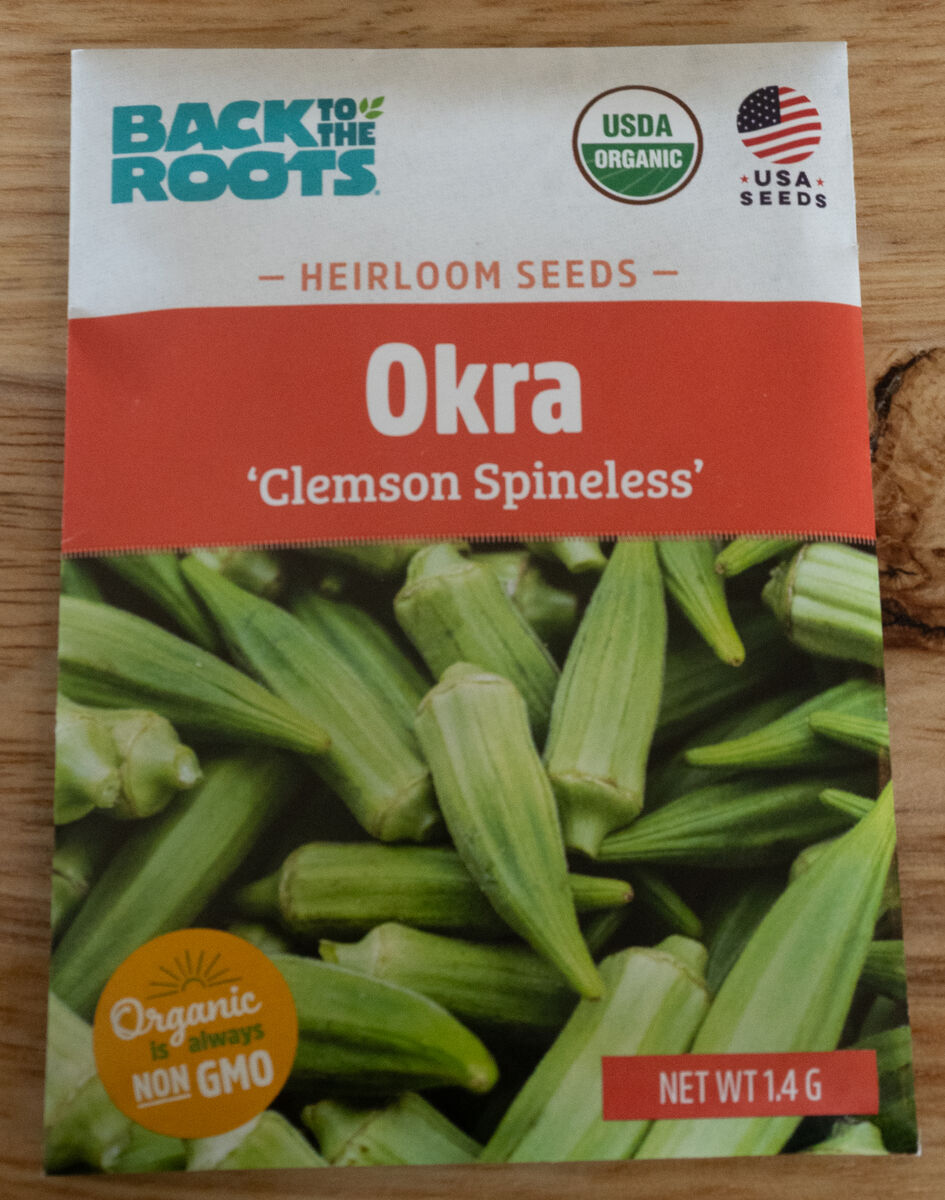 BACK TO THE
ROOTS®
USDA
ORGANIC
USA
SEEDS
– HEIRLOOM SEEDS –
Okra
‘Clemson Spineless’
Organic
is always
NON GMO
NET WT 1.4 G